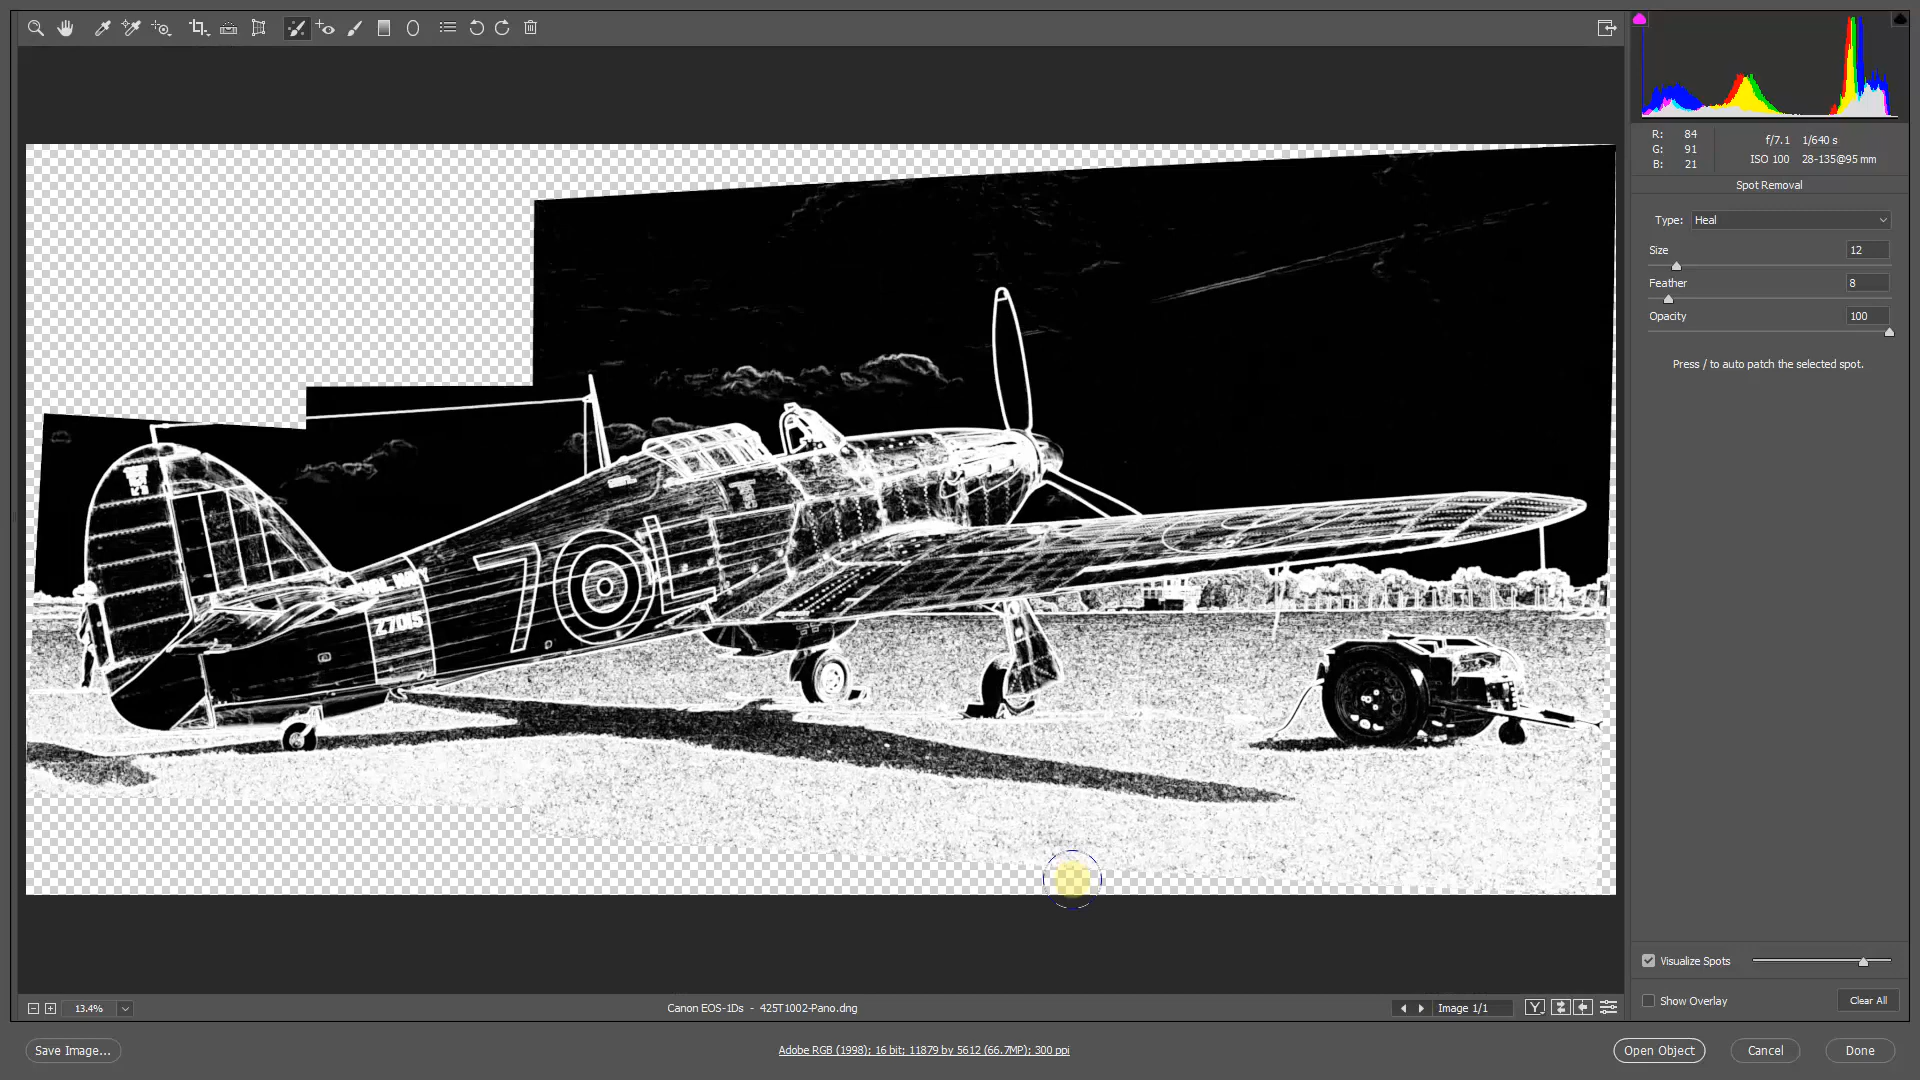 R: 84
G: 91
B: 21
f/7.1 1/640 s
ISO 100 28-135@95 mm
Spot Removal
Type: Heal
Size 12
Feather 8
Opacity 100
Press / to auto patch the selected spot.
7
L
Z7015
Visualize Spots
Show Overlay
Clear All
13.4%
Canon EOS-1Ds - 425T1002-Pano.dng
Image 1/1
Y
Save Image...
Adobe RGB (1998); 16 bit; 11879 by 5612 (66.7MP); 300 ppi
Open Object
Cancel
Done